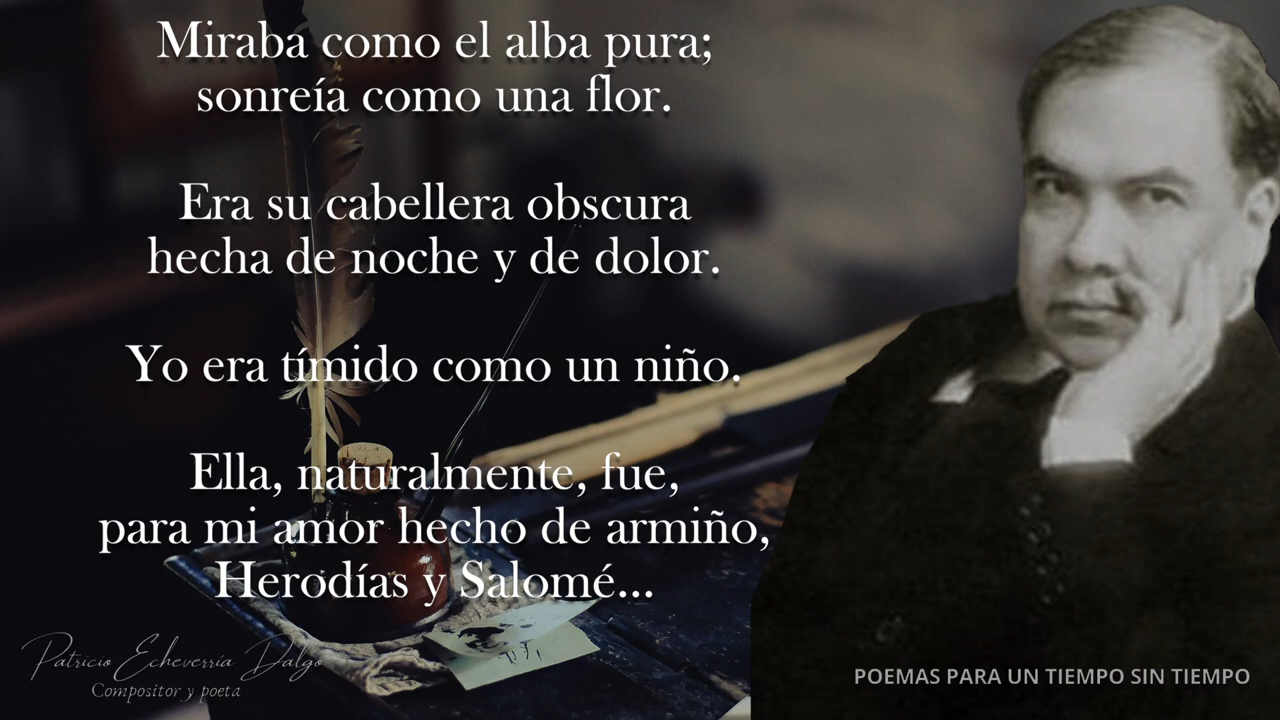 Miraba como el alba pura;
sonreía como una flor.
Era su cabellera obscura
hecha de noche y de dolor.
Yo era tímido como un niño.
Ella, naturalmente, fue,
para mi amor hecho de armiño,
Herodías y Salomé...
Patricio Echeverría Dalgo
Compositor y poeta
POEMAS PARA UN TIEMPO SIN TIEMPO